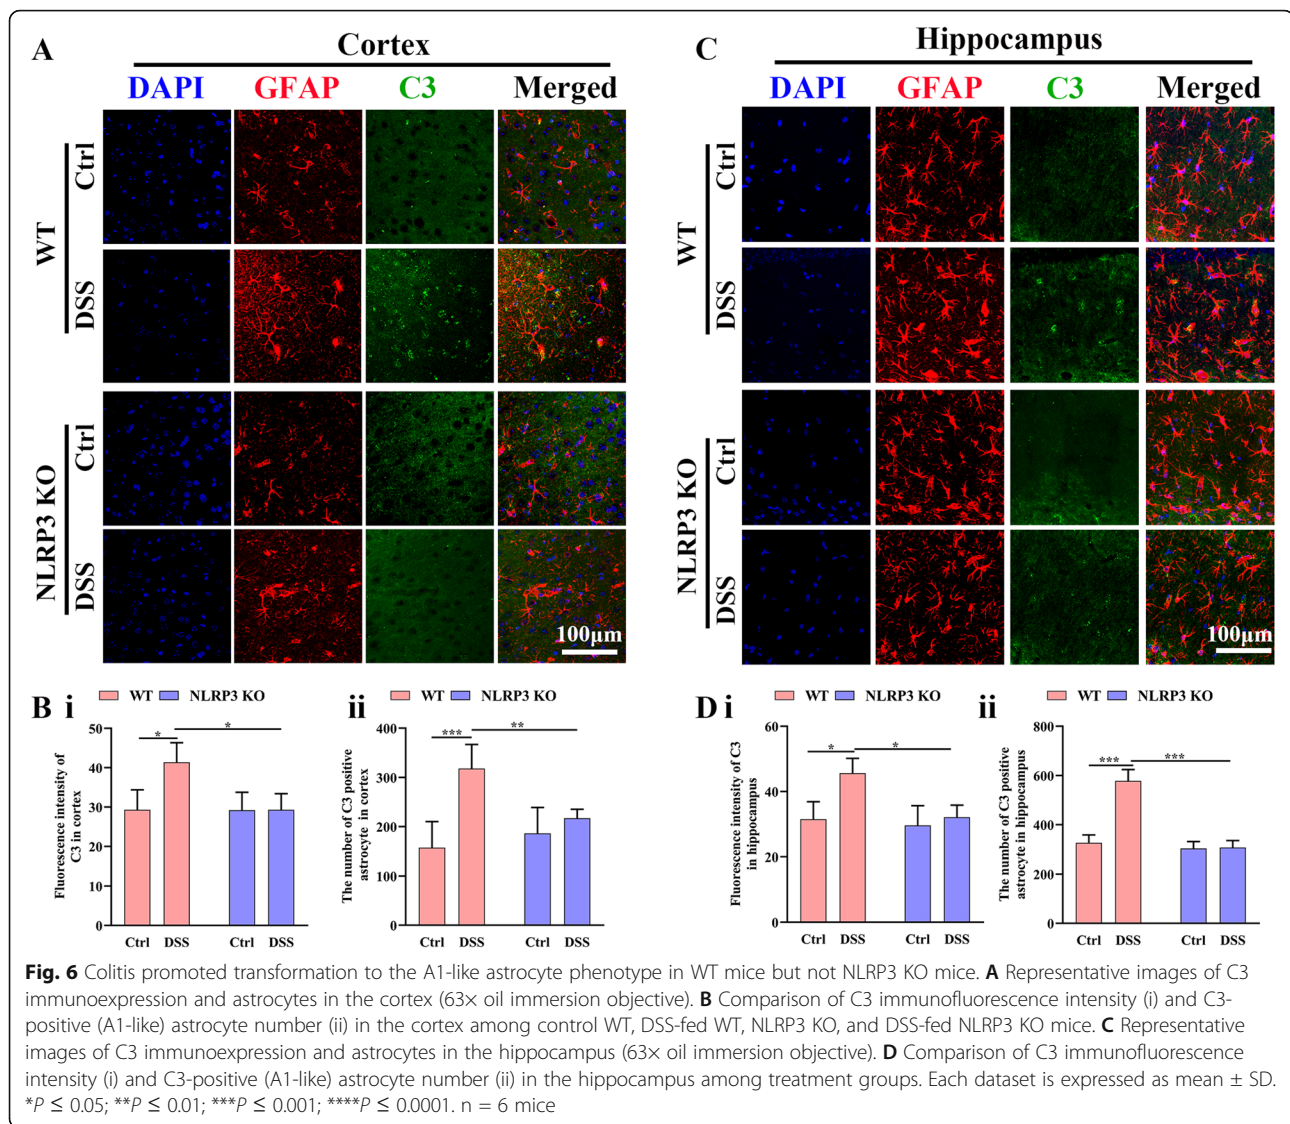 A
Cortex
DAPI GFAP C3 Merged
WT
Ctrl
DSS
NLRP3 KO
Ctrl
DSS
100μm
C
Hippocampus
DAPI GFAP C3 Merged
WT
Ctrl
DSS
NLRP3 KO
Ctrl
DSS
100μm
B i
WT NLRP3 KO
Fluorescence intensity of
C3 in cortex
50
40
30
20
10
0
* *
Ctrl DSS Ctrl DSS
ii
WT NLRP3 KO
The number of C3 positive
astrocyte in cortex
400
300
200
100
0
*** **
Ctrl DSS Ctrl DSS
D i
WT NLRP3 KO
Fluorescence intensity of C3
in hippocampus
60
40
20
0
* *
Ctrl DSS Ctrl DSS
ii
WT NLRP3 KO
The number of C3 positive
astrocyte in hippocampus
800
600
400
200
0
*** ***
Ctrl DSS Ctrl DSS
Fig. 6 Colitis promoted transformation to the A1-like astrocyte phenotype in WT mice but not NLRP3 KO mice. A Representative images of C3
immunoexpression and astrocytes in the cortex (63× oil immersion objective). B Comparison of C3 immunofluorescence intensity (i) and C3-
positive (A1-like) astrocyte number (ii) in the cortex among control WT, DSS-fed WT, NLRP3 KO, and DSS-fed NLRP3 KO mice. C Representative
images of C3 immunoexpression and astrocytes in the hippocampus (63× oil immersion objective). D Comparison of C3 immunofluorescence
intensity (i) and C3-positive (A1-like) astrocyte number (ii) in the hippocampus among treatment groups. Each dataset is expressed as mean ± SD.
*P ≤ 0.05; **P ≤ 0.01; ***P ≤ 0.001; ****P ≤ 0.0001. n = 6 mice